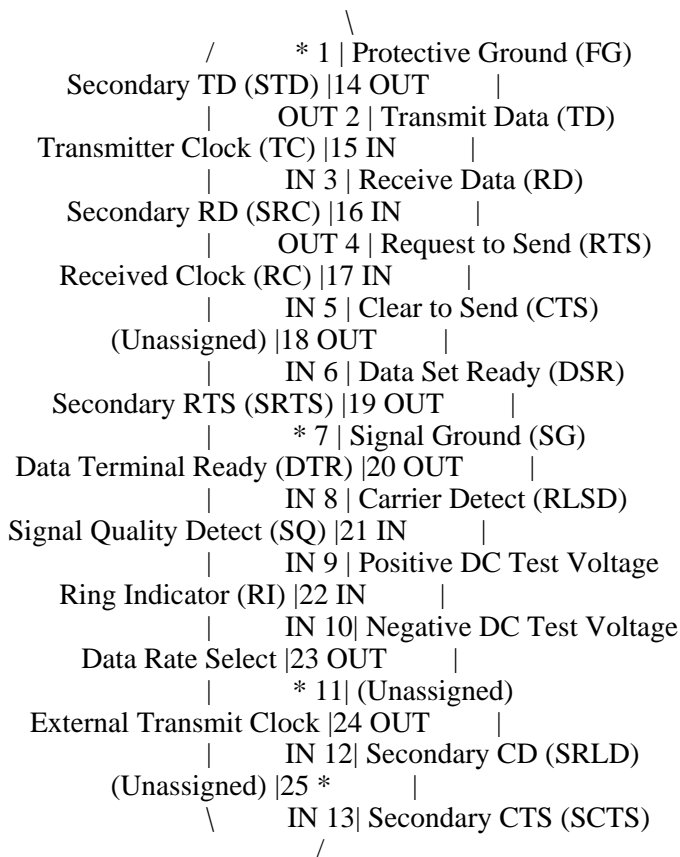 \
/ * 1 | Protective Ground (FG)
Secondary TD (STD) |14 OUT |
| OUT 2 | Transmit Data (TD)
Transmitter Clock (TC) |15 IN |
| IN 3 | Receive Data (RD)
Secondary RD (SRC) |16 IN |
| OUT 4 | Request to Send (RTS)
Received Clock (RC) |17 IN |
| IN 5 | Clear to Send (CTS)
(Unassigned) |18 OUT |
| IN 6 | Data Set Ready (DSR)
Secondary RTS (SRTS) |19 OUT |
| * 7 | Signal Ground (SG)
Data Terminal Ready (DTR) |20 OUT |
| IN 8 | Carrier Detect (RLSD)
Signal Quality Detect (SQ) |21 IN |
| IN 9 | Positive DC Test Voltage
Ring Indicator (RI) |22 IN |
| IN 10| Negative DC Test Voltage
Data Rate Select |23 OUT |
| * 11| (Unassigned)
External Transmit Clock |24 OUT |
| IN 12| Secondary CD (SRLD)
(Unassigned) |25 * |
\ IN 13| Secondary CTS (SCTS)
/